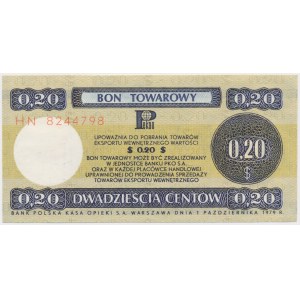 0,20 BON TOWAROWY 0,20
HN 8244798
UPOWAŻNIA DO POBRANIA TOWARÓW
EKSPORTU WEWNĘTRZNEGO WARTOŚCI
$ 0.20 $
BON TOWAROWY MOŻE BYĆ ZREALIZOWANY
W JEDNOSTCE BANKU PKO S.A.
ORAZ W KAŻDEJ PLACÓWCE HANDLOWEJ
UPRAWNIONEJ DO PROWADZENIA SPRZEDAŻY
TOWARÓW EKSPORTU WEWNĘTRZNEGO
0,20
$
0,20 DWADZIEŚCIA CENTÓW 0,20
BANK POLSKA KASA OPIEKI S.A. WARSZAWA DNIA 1 PAŹDZIERNIKA 1979 R.